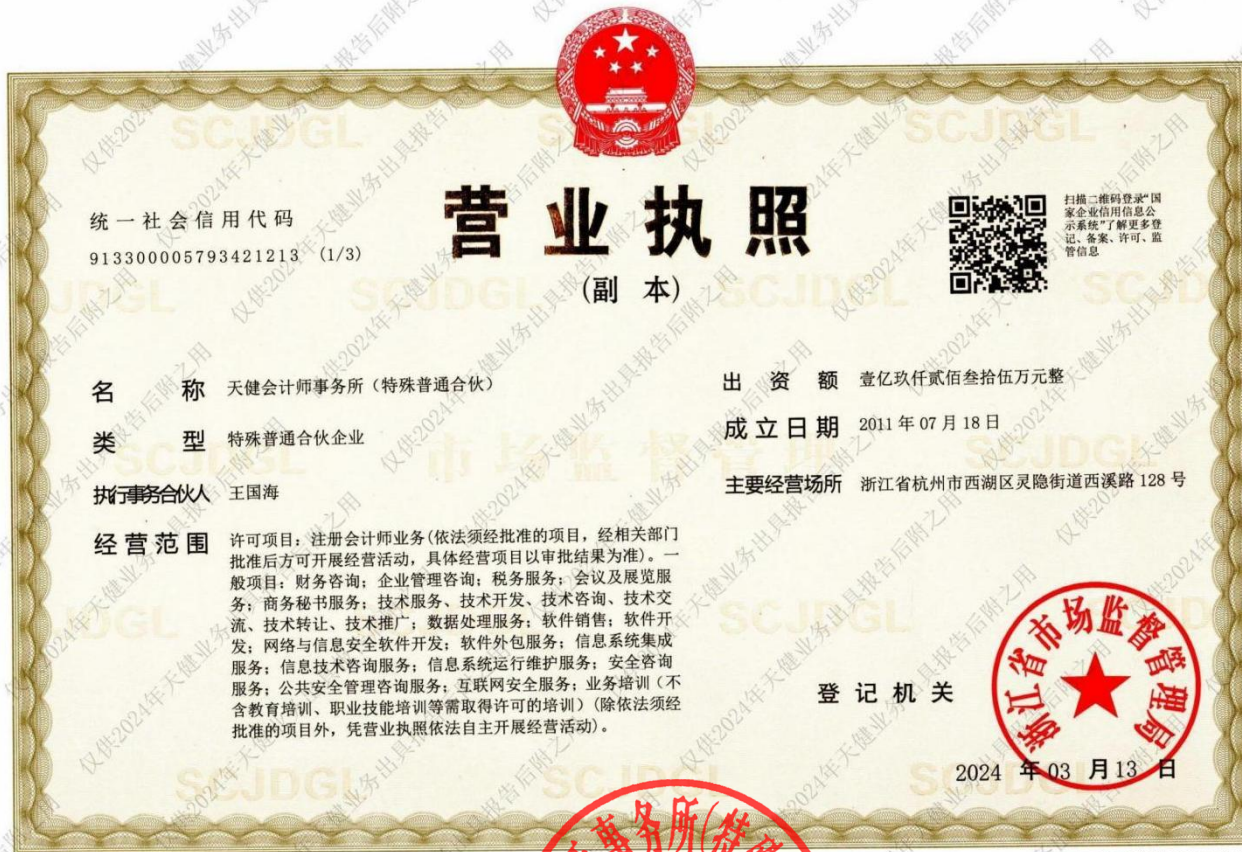 营业执照
(副 本)
统一社会信用代码
913300005793421213 (1/3)
扫描二维码登录“国
家企业信用信息公
示系统”了解更多登
记、备案、许可、监
管信息
名 称 天健会计师事务所（特殊普通合伙）
类 型 特殊普通合伙企业
执行事务合伙人 王国海
经营范围 许可项目：注册会计师业务(依法须经批准的项目，经相关部门
批准后方可开展经营活动，具体经营项目以审批结果为准)。一
般项目：财务咨询；企业管理咨询；税务服务；会议及展览服
务；商务秘书服务；技术服务、技术开发、技术咨询、技术交
流、技术转让、技术推广；数据处理服务；软件销售；软件开
发；网络与信息安全软件开发；软件外包服务；信息系统集成
服务；信息技术咨询服务；信息系统运行维护服务；安全咨询
服务；公共安全管理咨询服务；互联网安全服务；业务培训（不
含教育培训、职业技能培训等需取得许可的培训）(除依法须经
批准的项目外，凭营业执照依法自主开展经营活动)。
出 资 额 壹亿玖仟贰佰叁拾伍万元整
成立日期 2011年07月18日
主要经营场所 浙江省杭州市西湖区灵隐街道西溪路128号
登记机关
浙江省市场监督管理局
2024 年 03 月 13 日
事务所(特殊
仅供2024年天健业务出具报告后附之用
SCJDGL
市场监督管理